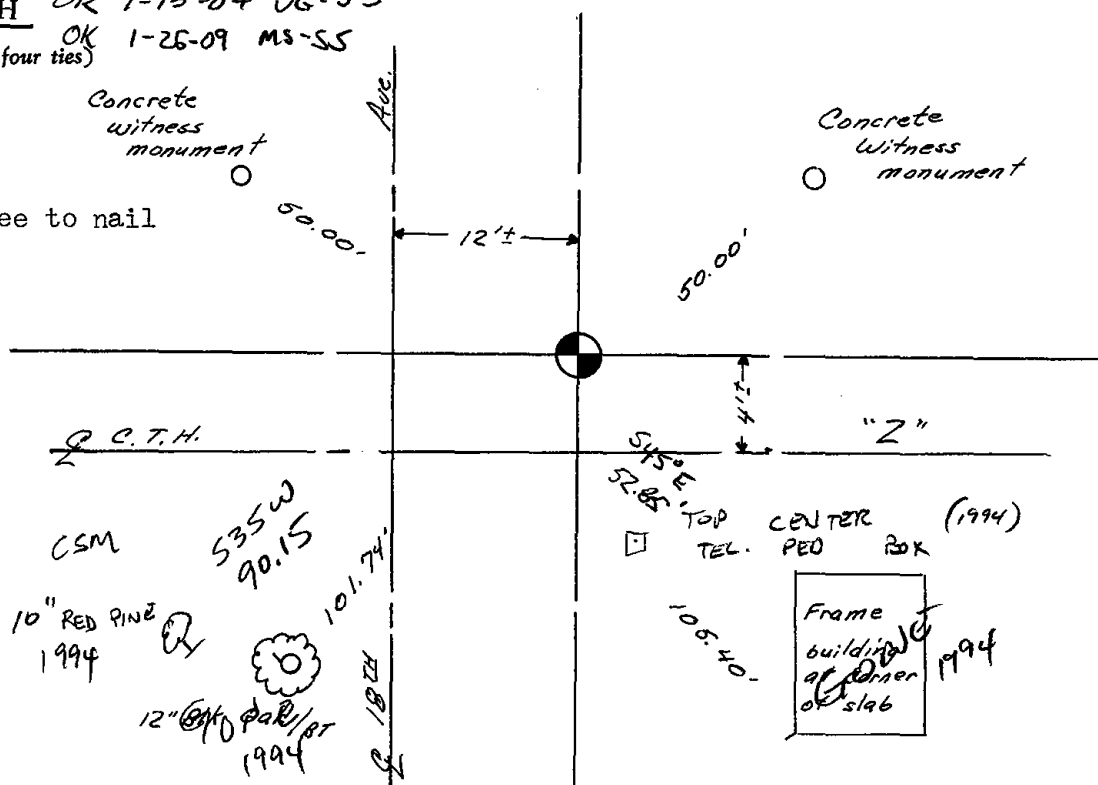 H OK 1-15-04 DG-SS
OK 1-26-09 MS-SS
four ties)
Concrete
witness
monument
Ave.
Concrete
Witness
monument
ee to nail
50.00'
12'±
50.00'
4'±
℄ C.T.H.
"Z"
S45°E
52.85'
TOP CENTER (1994)
TEL. PED BOX
CSM
S35W
90.15
10" RED PINE
1994
101.74'
106.40'
Frame
building
at corner
of slab
GONE
1994
12"
1994
℄ 18TH